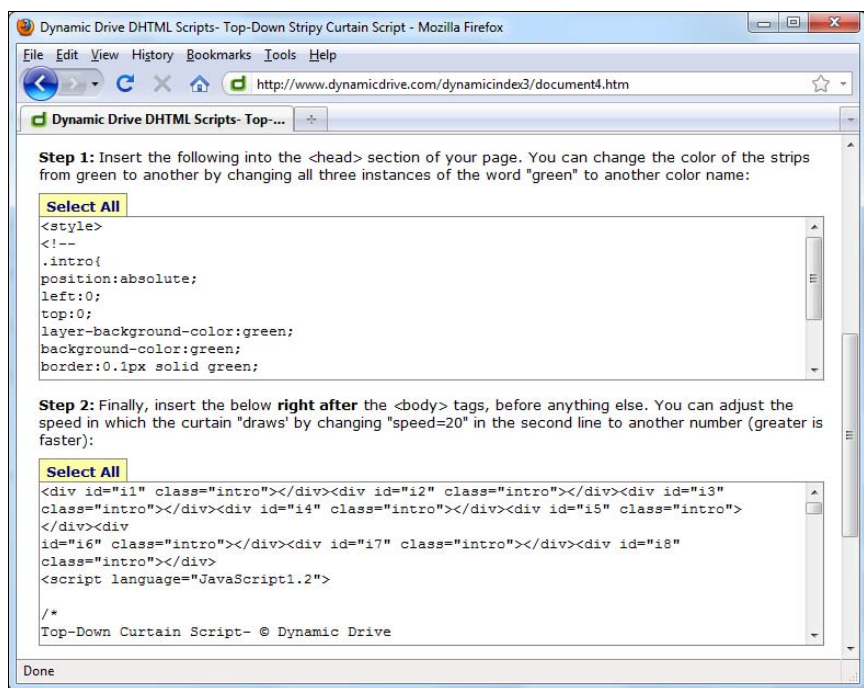 Dynamic Drive DHTML Scripts- Top-Down Stripy Curtain Script - Mozilla Firefox
File Edit View History Bookmarks Tools Help
http://www.dynamicdrive.com/dynamicindex3/document4.htm
Dynamic Drive DHTML Scripts- Top-...
Step 1: Insert the following into the <head> section of your page. You can change the color of the strips
from green to another by changing all three instances of the word "green" to another color name:
Select All
<style>
<!--
.intro{
position:absolute;
left:0;
top:0;
layer-background-color:green;
background-color:green;
border:0.1px solid green;
Step 2: Finally, insert the below right after the <body> tags, before anything else. You can adjust the
speed in which the curtain "draws' by changing "speed=20" in the second line to another number (greater is
faster):
Select All
<div id="i1" class="intro"></div><div id="i2" class="intro"></div><div id="i3"
class="intro"></div><div id="i4" class="intro"></div><div id="i5" class="intro">
</div><div
id="i6" class="intro"></div><div id="i7" class="intro"></div><div id="i8"
class="intro"></div>
<script language="JavaScript1.2">
/*
Top-Down Curtain Script- © Dynamic Drive
Done